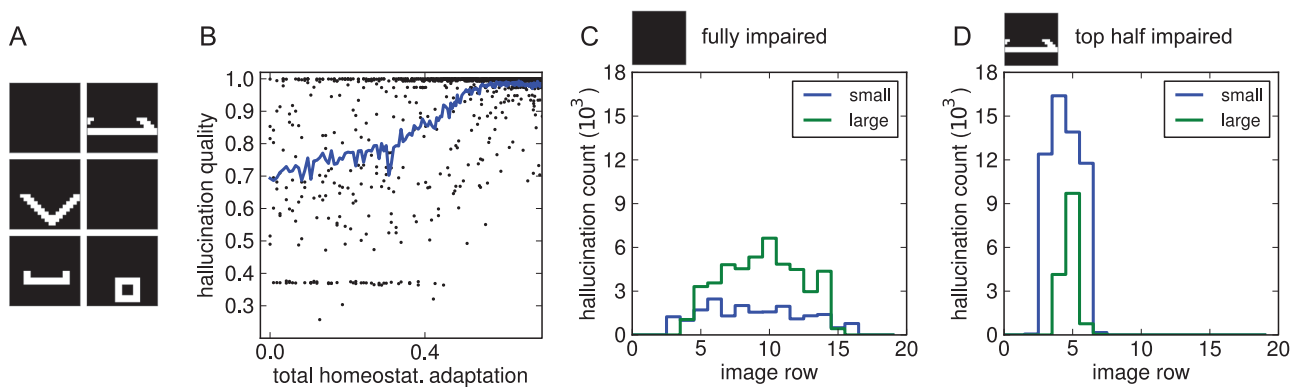 A
B
hallucination quality
1.0
0.9
0.8
0.7
0.6
0.5
0.4
0.3
0.0 0.4
total homeostat. adaptation
C
fully impaired
hallucination count (10³)
18
15
12
9
6
3
0
small
large
0 5 10 15 20
image row
D
top half impaired
hallucination count (10³)
18
15
12
9
6
3
0
small
large
0 5 10 15 20
image row